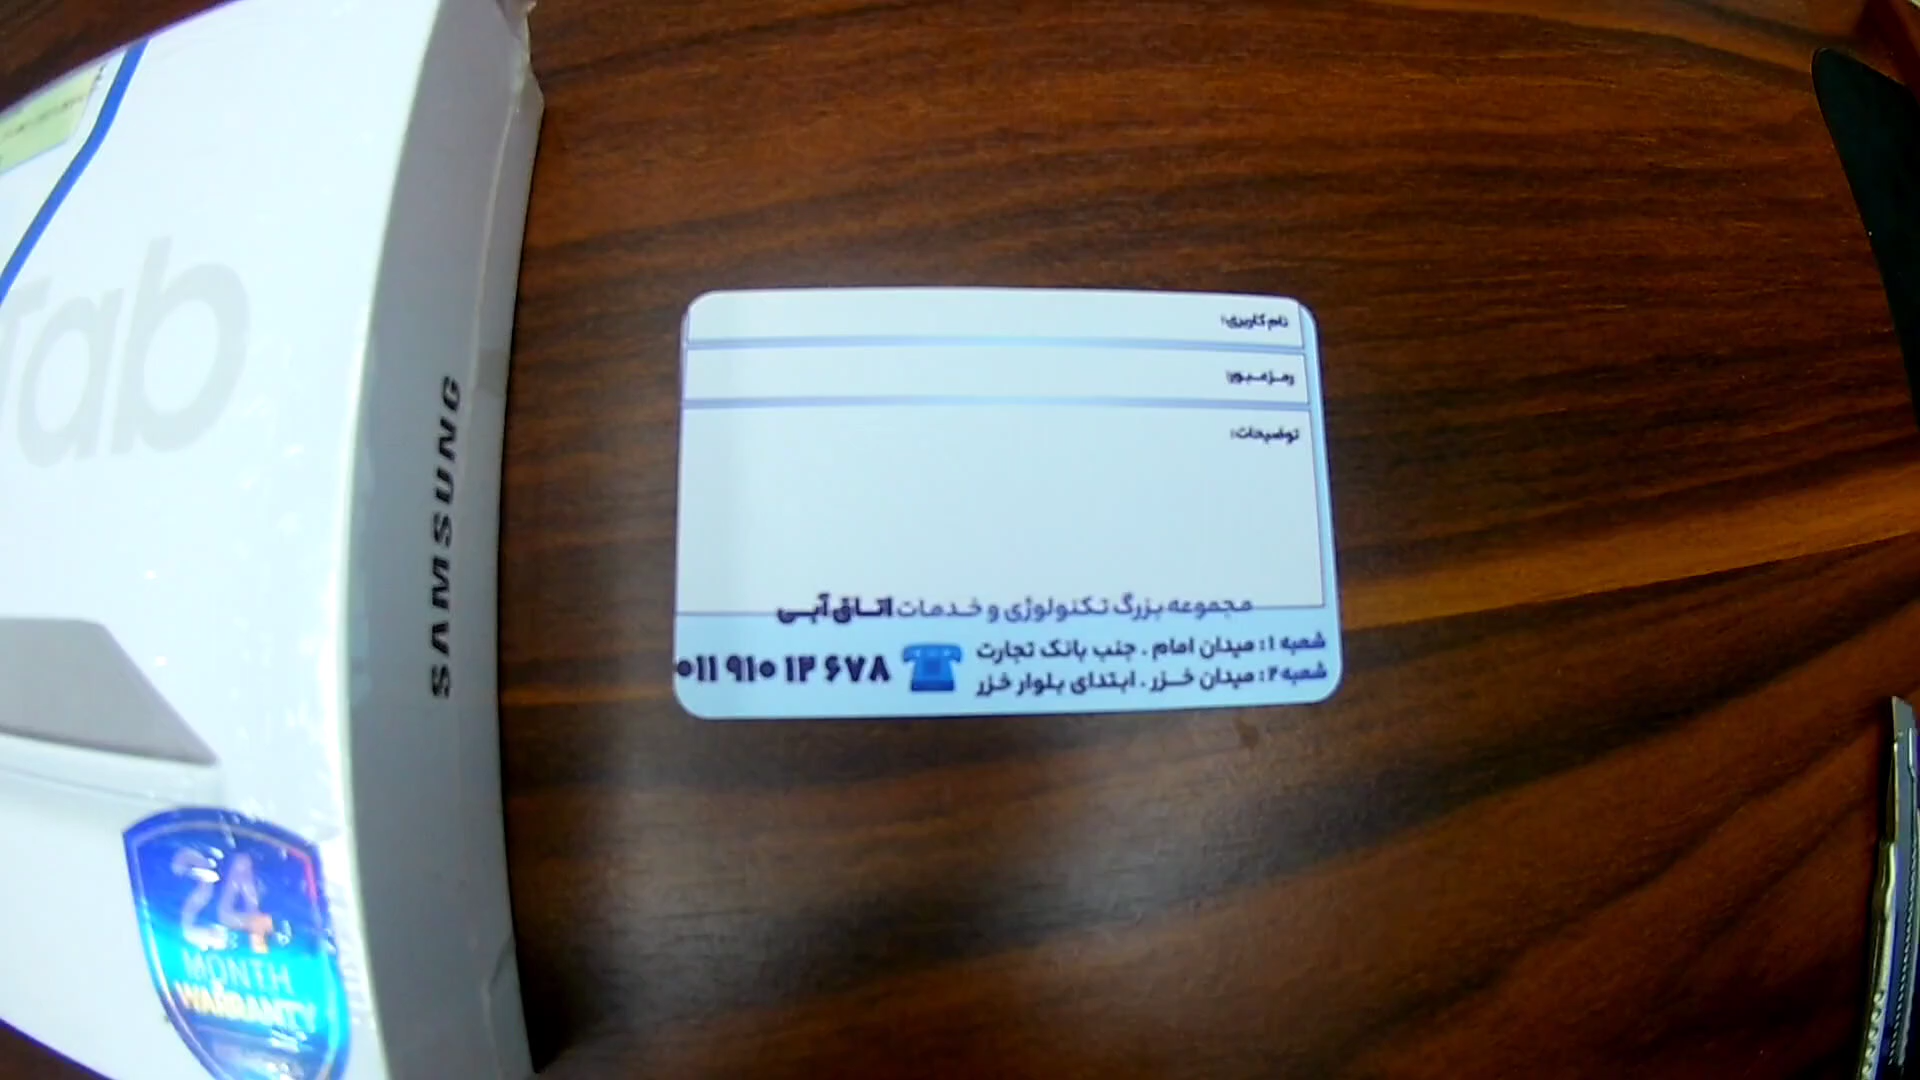 Tab
SAMSUNG
24
MONTH
WARRANTY
نام کاربری:
رمز عبور:
توضیحات:
مجموعه بزرگ تکنولوژی و خدمات اتاق آبی
شعبه ۱: میدان امام . جنب بانک تجارت
شعبه ۲: میدان خزر . ابتدای بلوار خزر
۰۱۱ ۹۱۰ ۱۲ ۶۷۸